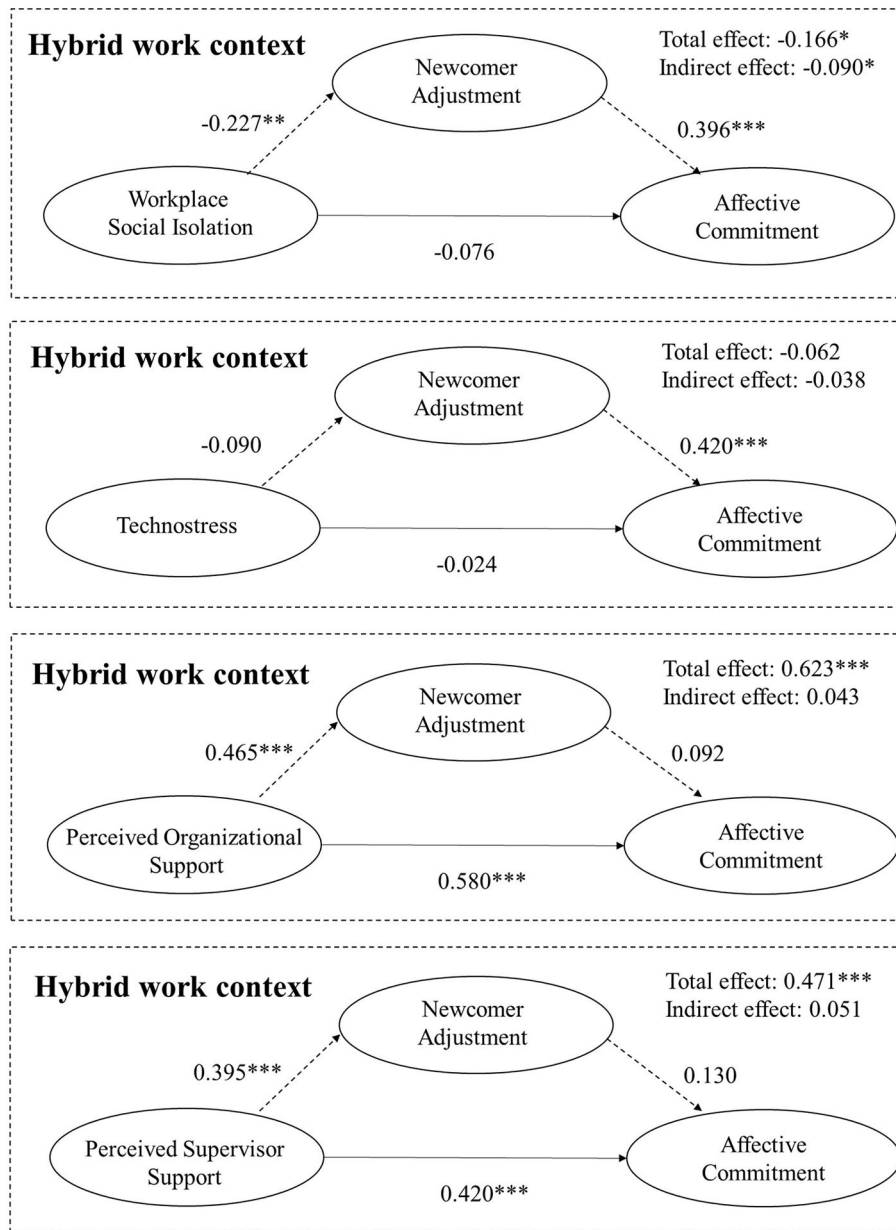 Hybrid work context
Total effect: -0.166*
Indirect effect: -0.090*
Newcomer
Adjustment
-0.227**
0.396***
Workplace
Social Isolation
Affective
Commitment
-0.076
Hybrid work context
Total effect: -0.062
Indirect effect: -0.038
Newcomer
Adjustment
-0.090
0.420***
Technostress
Affective
Commitment
-0.024
Hybrid work context
Total effect: 0.623***
Indirect effect: 0.043
Newcomer
Adjustment
0.465***
0.092
Perceived Organizational
Support
Affective
Commitment
0.580***
Hybrid work context
Total effect: 0.471***
Indirect effect: 0.051
Newcomer
Adjustment
0.395***
0.130
Perceived Supervisor
Support
Affective
Commitment
0.420***